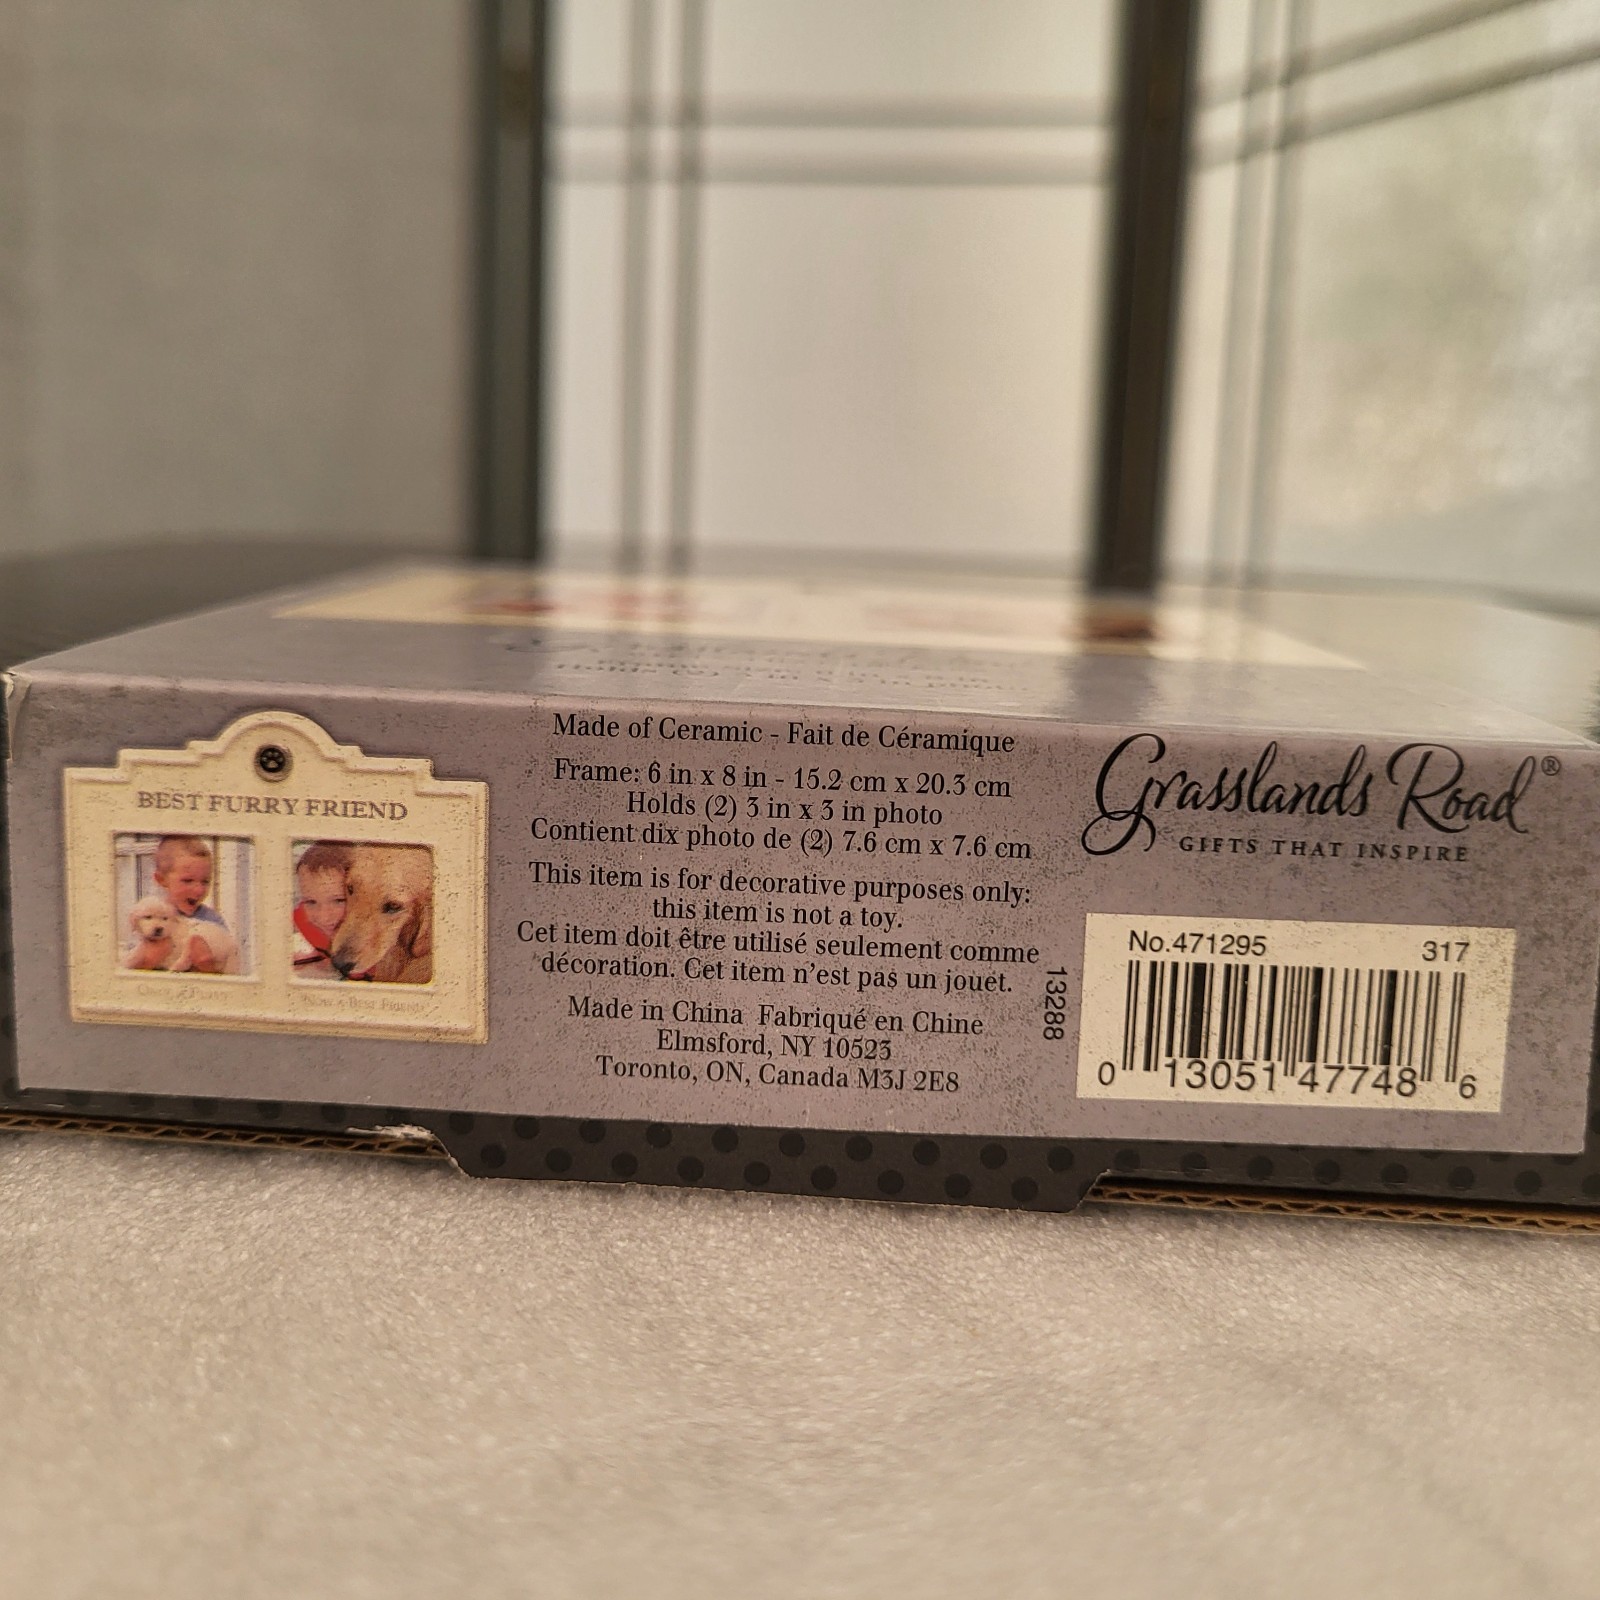 BEST FURRY FRIEND
Made of Ceramic - Fait de Céramique
Frame: 6 in x 8 in - 15.2 cm x 20.3 cm
Holds (2) 3 in x 3 in photo
Contient dix photo de (2) 7.6 cm x 7.6 cm
This item is for decorative purposes only:
this item is not a toy.
Cet item doit être utilisé seulement comme
décoration. Cet item n'est pas un jouet.
Made in China Fabriqué en Chine
Elmsford, NY 10523
Toronto, ON, Canada M3J 2E8
13288
Grasslands Road®
GIFTS THAT INSPIRE
No.471295 317
0 13051 47748 6